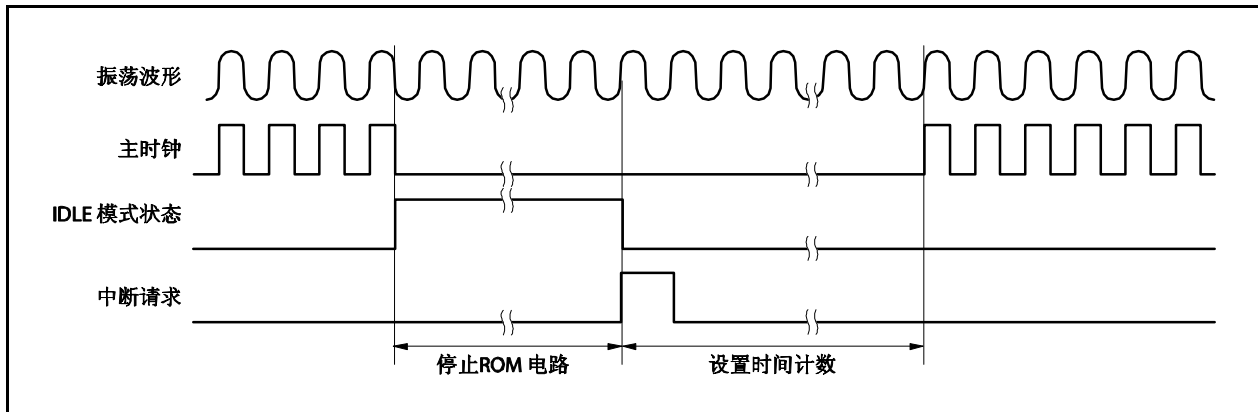 振荡波形
主时钟
IDLE 模式状态
中断请求
停止ROM 电路
设置时间计数